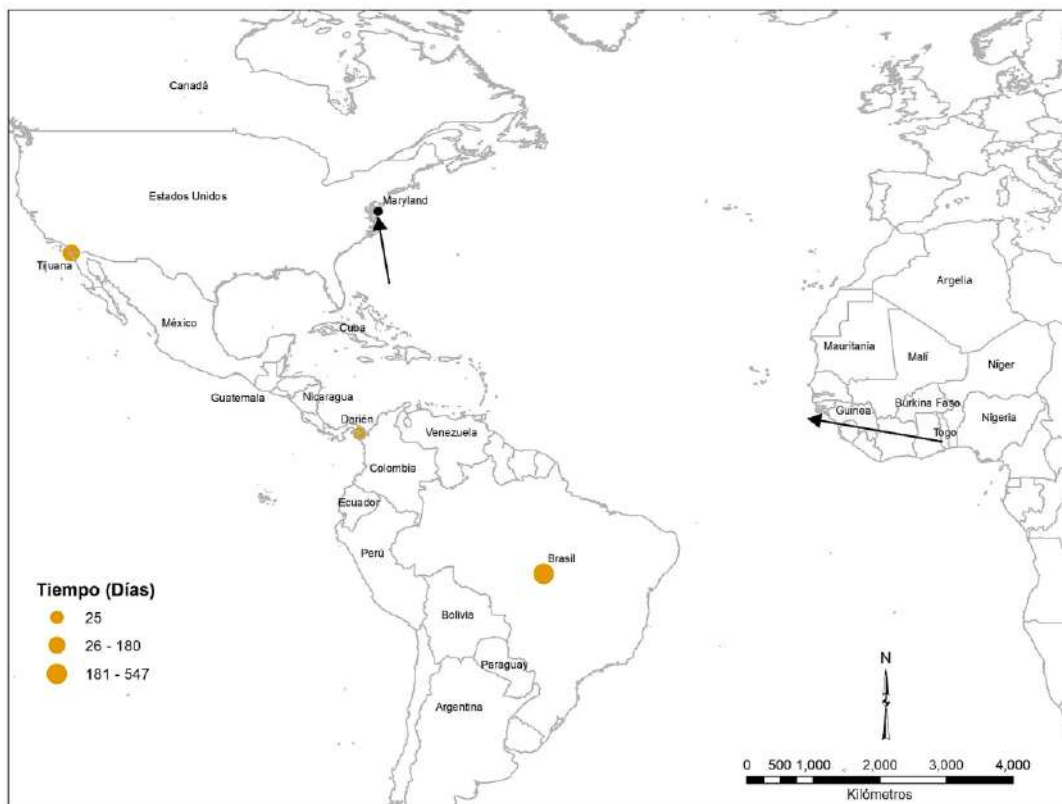 Canadá
Estados Unidos
Maryland
Tijuana
México
Cuba
Guatemala
Nicaragua
Darién
Venezuela
Colombia
Ecuador
Perú
Brasil
Bolivia
Paraguay
Argentina
Argelia
Mauritania
Malí
Níger
Burkina Faso
Guinea
Nigeria
Togo
Tiempo (Días)
25
26 - 180
181 - 547
N
0 500 1,000 2,000 3,000 4,000
Kilómetros